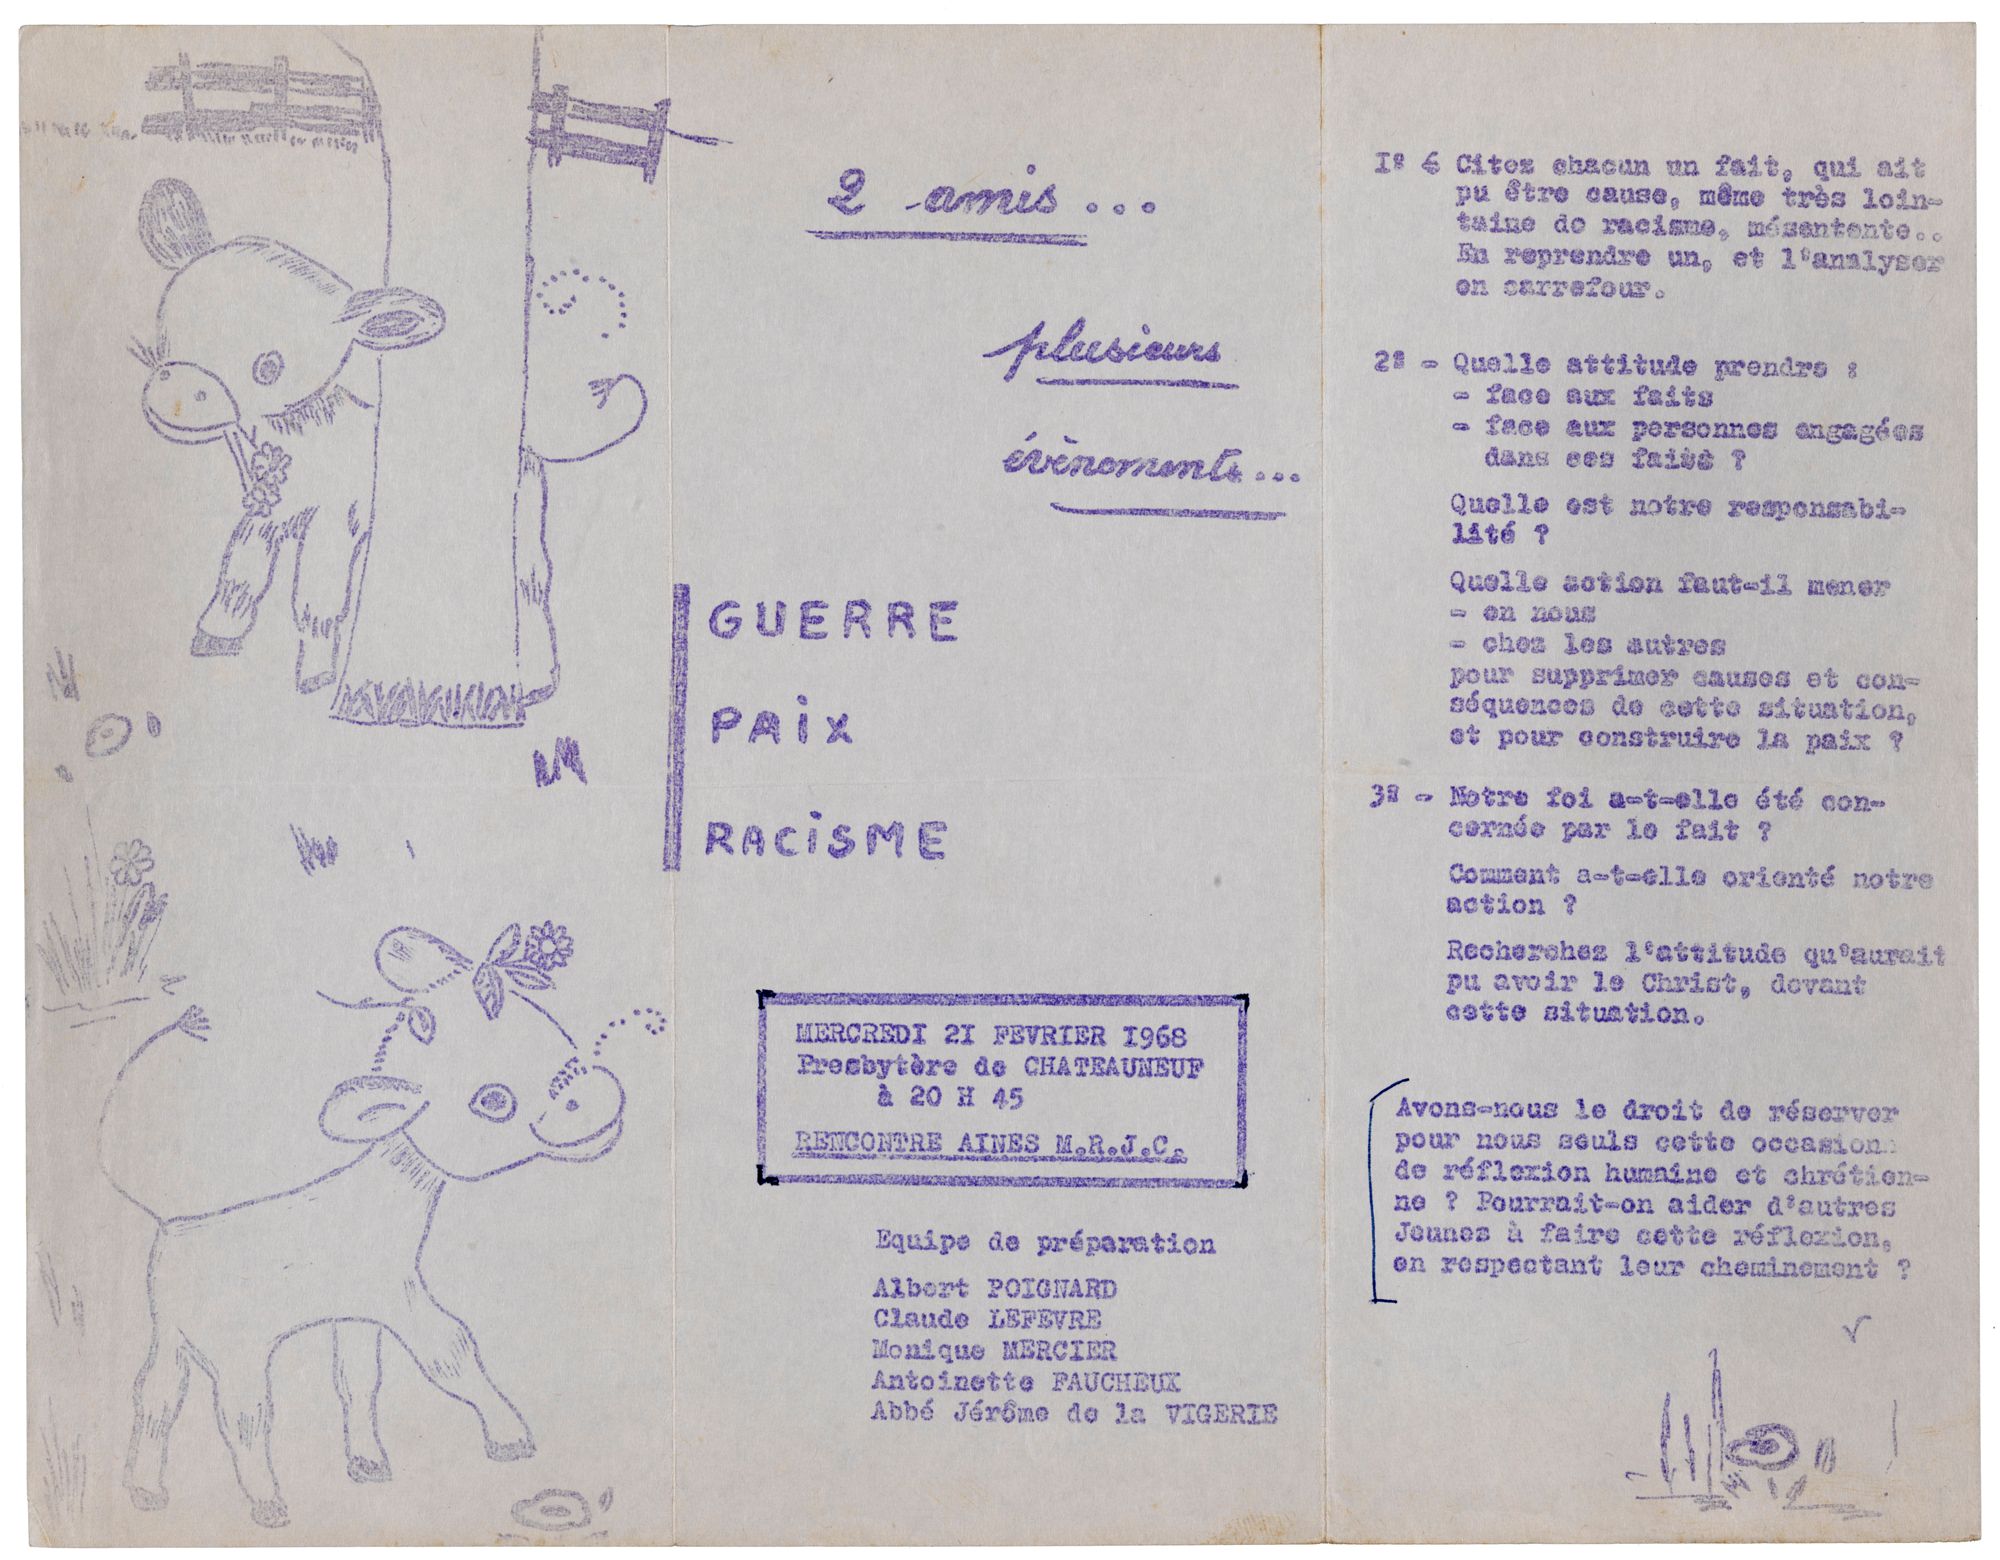 2 amis...
plusieurs
évènements...
GUERRE
PAiX
RACiSME
MERCREDI 2I FEVRIER I968
Presbytère de CHATEAUNEUF
à 20 H 45
RENCONTRE AINES M.R.J.C.
Equipe de préparation
Albert POIGNARD
Claude LEFEVRE
Monique MERCIER
Antoinette FAUCHEUX
Abbé Jérôme de la VIGERIE
I° - Citez chacun un fait, qui ait
pu être cause, même très loin-
taine de racisme, mésentente..
En reprendre un, et l'analyser
en carrefour.
2° - Quelle attitude prendre :
- face aux faits
- face aux personnes engagées
dans ces faits ?
Quelle est notre responsabi-
lité ?
Quelle action faut-il mener
- en nous
- chez les autres
pour supprimer causes et con-
séquences de cette situation,
et pour construire la paix ?
3° - Notre foi a-t-elle été con-
cernée par le fait ?
Comment a-t-elle orienté notre
action ?
Recherchez l'attitude qu'aurait
pu avoir le Christ, devant
cette situation.
Avons-nous le droit de réserver
pour nous seuls cette occasion
de réflexion humaine et chrétien-
ne ? Pourrait-on aider d'autres
Jeunes à faire cette réflexion,
en respectant leur cheminement ?